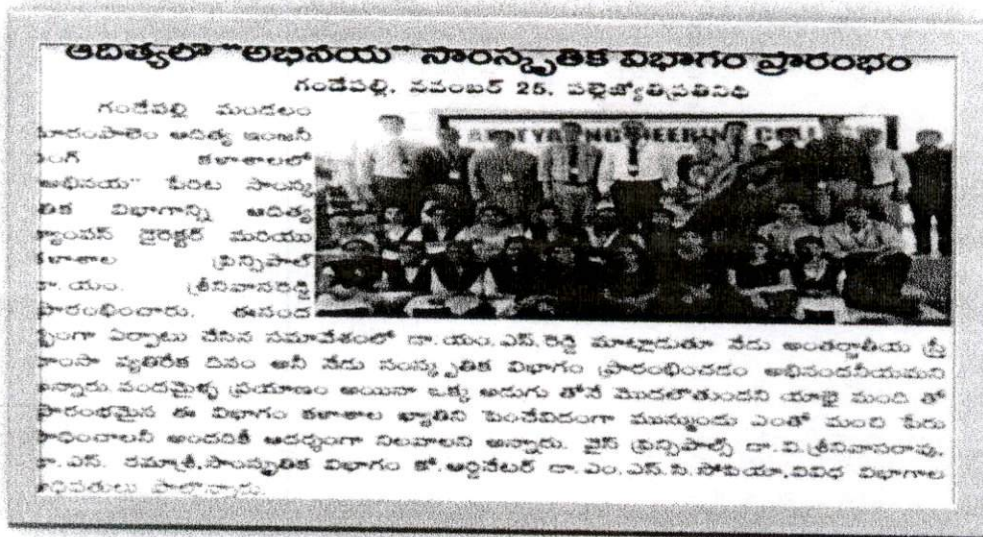 ఆదిత్యలో "అభినయ" సాంస్కృతిక విభాగం ప్రారంభం
గండేపల్లి, నవంబర్ 25, పల్లెజ్యోతిప్రతినిధి
గండేపల్లి మండలం
సూరంపాలెం ఆదిత్య ఇంజనీ
రింగ్ కళాశాలలో
"అభినయ" పేరిట సాంస్కృ
తిక విభాగాన్ని ఆదిత్య
క్యాంపస్ డైరెక్టర్ మరియు
కళాశాల ప్రిన్సిపాల్
డా.యం. శ్రీనివాసరెడ్డి
ప్రారంభించారు. ఈసంద
ర్భంగా ఏర్పాటు చేసిన సమావేశంలో డా.యం.ఎస్.రెడ్డి మాట్లాడుతూ నేడు అంతర్జాతీయ స్త్రీ
హింసా వ్యతిరేక దినం అని నేడు సంస్కృతిక విభాగం ప్రారంభించడం అభినందనీయమని
అన్నారు.వందమైళ్ళ ప్రయాణం అయినా ఒక్క అడుగు తోనే మొదలౌతుందని యాభై మంది తో
ప్రారంభమైన ఈ విభాగం కళాశాల ఖ్యాతిని పెంచేవిదంగా మున్ముందు ఎంతో మంచి పేరు
సాధించాలని అందరికీ ఆదర్శంగా నిలవాలని అన్నారు. వైస్ ప్రిన్సిపాల్స్ డా.వి.శ్రీనివాసరావు,
డా.ఎస్. రమాశ్రీ,సాంస్కృతిక విభాగం కో.ఆర్డినేటర్ డా.ఎం.ఎస్.సి.సోఫియా,వివిధ విభాగాల
అధిపతులు పాల్గొన్నారు.
ADITYA ENGINEERING COLL